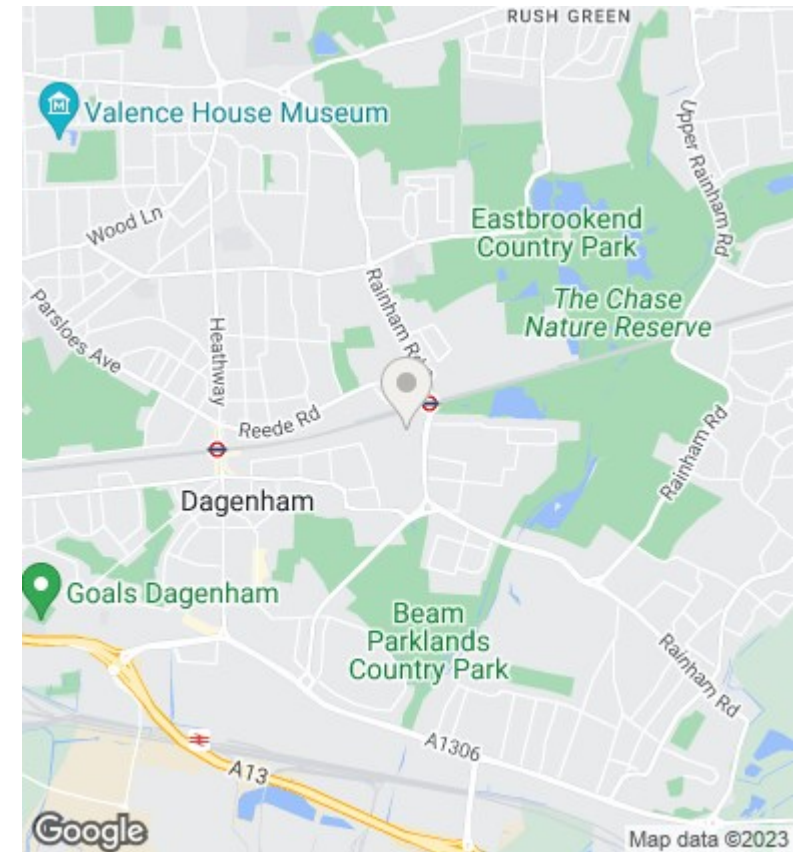 RUSH GREEN
Valence House Museum
Upper Rainham Rd
Wood Ln
Eastbrookend
Country Park
Rainham Rd
The Chase
Nature Reserve
Parsloes Ave
Heathway
Reede Rd
Rainham Rd
Dagenham
Goals Dagenham
Beam
Parklands
Country Park
Rainham Rd
A1306
A13
Google
Map data ©2023